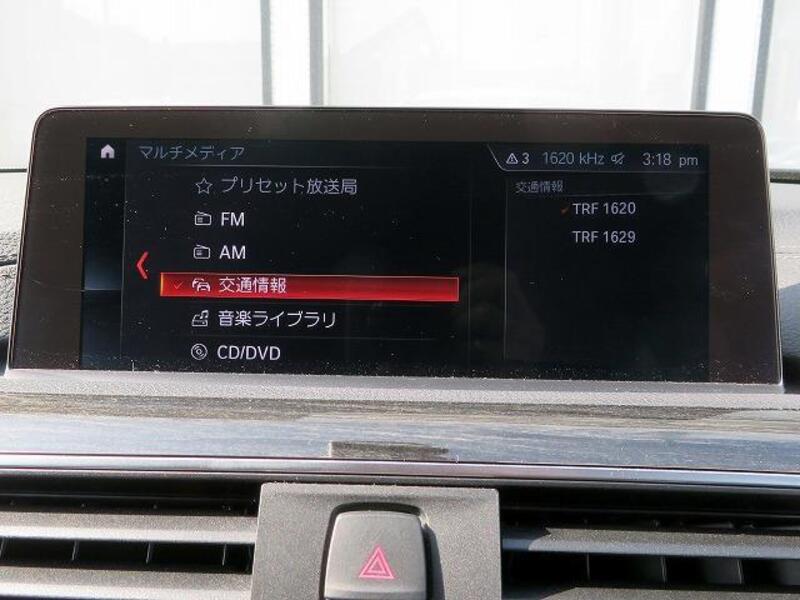 マルチメディア
3 1620 kHz 3:18 pm
プリセット放送局
FM
AM
交通情報
音楽ライブラリ
CD/DVD
交通情報
TRF 1620
TRF 1629